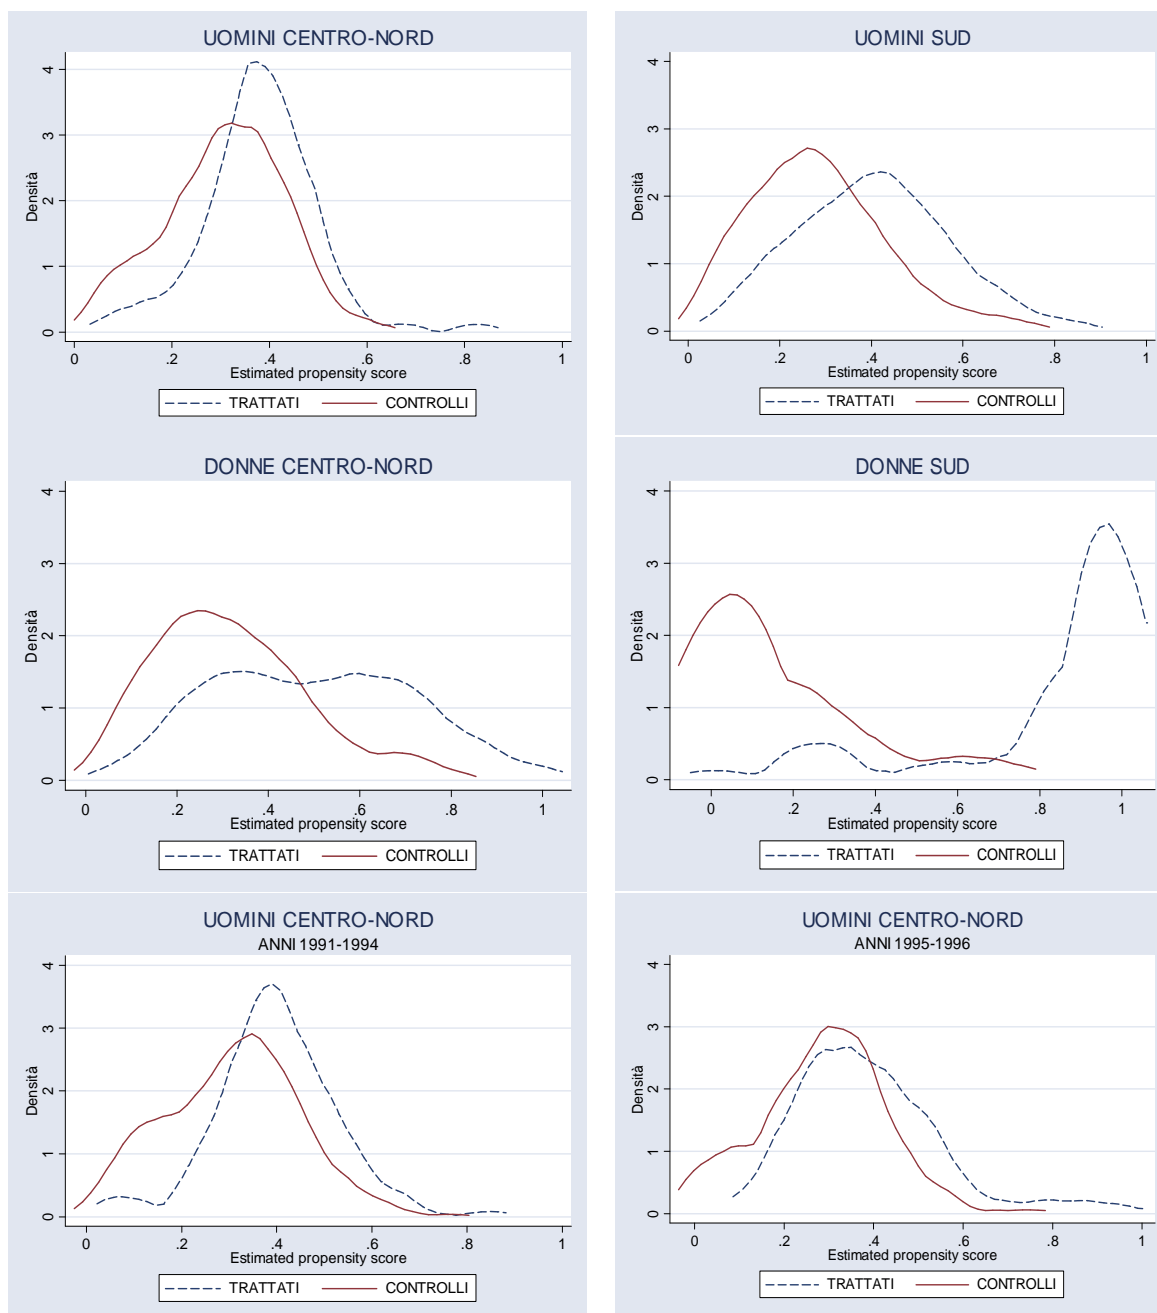 UOMINI CENTRO-NORD
4
3
2
1
0
Densità
0 .2 .4 .6 .8 1
Estimated propensity score
TRATTATI CONTROLLI
UOMINI SUD
4
3
2
1
0
Densità
0 .2 .4 .6 .8 1
Estimated propensity score
TRATTATI CONTROLLI
DONNE CENTRO-NORD
4
3
2
1
0
Densità
0 .2 .4 .6 .8 1
Estimated propensity score
TRATTATI CONTROLLI
DONNE SUD
4
3
2
1
0
Densità
0 .2 .4 .6 .8 1
Estimated propensity score
TRATTATI CONTROLLI
UOMINI CENTRO-NORD
ANNI 1991-1994
4
3
2
1
0
Densità
0 .2 .4 .6 .8 1
Estimated propensity score
TRATTATI CONTROLLI
UOMINI CENTRO-NORD
ANNI 1995-1996
4
3
2
1
0
Densità
0 .2 .4 .6 .8 1
Estimated propensity score
TRATTATI CONTROLLI